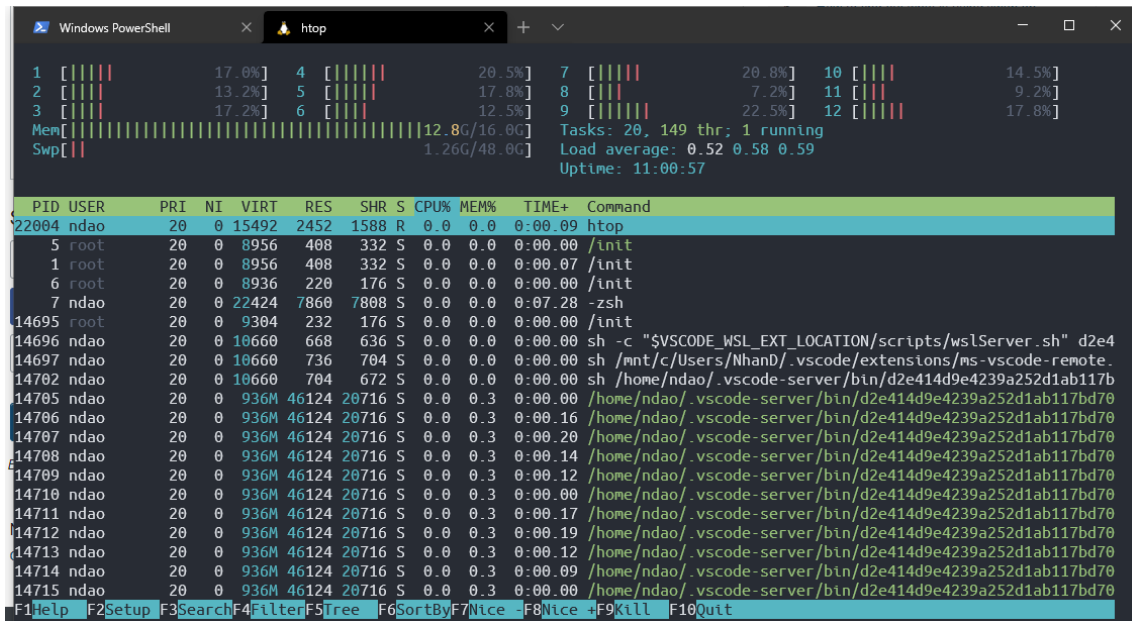 Windows PowerShell
htop
1 [||||| 17.0%] 4 [|||||| 20.5%] 7 [||||| 20.8%] 10 [|||| 14.5%]
2 [|||| 13.2%] 5 [||||| 17.8%] 8 [||| 7.2%] 11 [||| 9.2%]
3 [|||| 17.2%] 6 [|||| 12.5%] 9 [|||||| 22.5%] 12 [||||| 17.8%]
Mem[||||||||||||||||||||||||||||||||||||||12.8G/16.0G] Tasks: 20, 149 thr; 1 running
Swp[|| 1.26G/48.0G] Load average: 0.52 0.58 0.59
Uptime: 11:00:57
PID USER PRI NI VIRT RES SHR S CPU% MEM% TIME+ Command
22004 ndao 20 0 15492 2452 1588 R 0.0 0.0 0:00.09 htop
5 root 20 0 8956 408 332 S 0.0 0.0 0:00.00 /init
1 root 20 0 8956 408 332 S 0.0 0.0 0:00.07 /init
6 root 20 0 8936 220 176 S 0.0 0.0 0:00.00 /init
7 ndao 20 0 22424 7860 7808 S 0.0 0.0 0:07.28 -zsh
14695 root 20 0 9304 232 176 S 0.0 0.0 0:00.00 /init
14696 ndao 20 0 10660 668 636 S 0.0 0.0 0:00.00 sh -c "$VSCODE_WSL_EXT_LOCATION/scripts/wslServer.sh" d2e4
14697 ndao 20 0 10660 736 704 S 0.0 0.0 0:00.00 sh /mnt/c/Users/NhanD/.vscode/extensions/ms-vscode-remote.
14702 ndao 20 0 10660 704 672 S 0.0 0.0 0:00.00 sh /home/ndao/.vscode-server/bin/d2e414d9e4239a252d1ab117b
14705 ndao 20 0 936M 46124 20716 S 0.0 0.3 0:00.00 /home/ndao/.vscode-server/bin/d2e414d9e4239a252d1ab117bd70
14706 ndao 20 0 936M 46124 20716 S 0.0 0.3 0:00.16 /home/ndao/.vscode-server/bin/d2e414d9e4239a252d1ab117bd70
14707 ndao 20 0 936M 46124 20716 S 0.0 0.3 0:00.20 /home/ndao/.vscode-server/bin/d2e414d9e4239a252d1ab117bd70
14708 ndao 20 0 936M 46124 20716 S 0.0 0.3 0:00.14 /home/ndao/.vscode-server/bin/d2e414d9e4239a252d1ab117bd70
14709 ndao 20 0 936M 46124 20716 S 0.0 0.3 0:00.12 /home/ndao/.vscode-server/bin/d2e414d9e4239a252d1ab117bd70
14710 ndao 20 0 936M 46124 20716 S 0.0 0.3 0:00.00 /home/ndao/.vscode-server/bin/d2e414d9e4239a252d1ab117bd70
14711 ndao 20 0 936M 46124 20716 S 0.0 0.3 0:00.17 /home/ndao/.vscode-server/bin/d2e414d9e4239a252d1ab117bd70
14712 ndao 20 0 936M 46124 20716 S 0.0 0.3 0:00.19 /home/ndao/.vscode-server/bin/d2e414d9e4239a252d1ab117bd70
14713 ndao 20 0 936M 46124 20716 S 0.0 0.3 0:00.12 /home/ndao/.vscode-server/bin/d2e414d9e4239a252d1ab117bd70
14714 ndao 20 0 936M 46124 20716 S 0.0 0.3 0:00.09 /home/ndao/.vscode-server/bin/d2e414d9e4239a252d1ab117bd70
14715 ndao 20 0 936M 46124 20716 S 0.0 0.3 0:00.00 /home/ndao/.vscode-server/bin/d2e414d9e4239a252d1ab117bd70
F1Help F2Setup F3SearchF4FilterF5Tree F6SortByF7Nice -F8Nice +F9Kill F10Quit